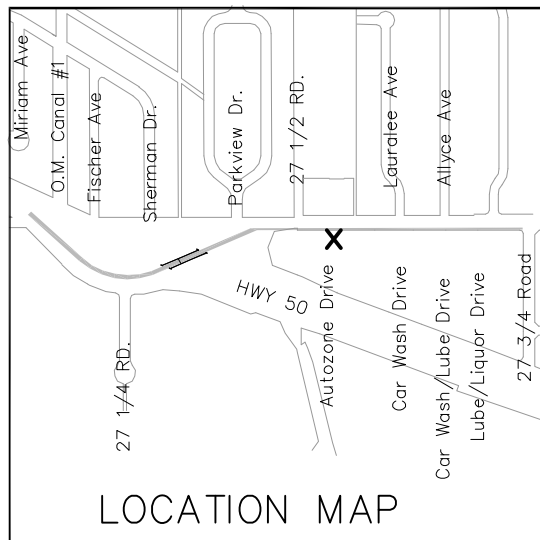 Miriam Ave
O.M. Canal #1
Fischer Ave
Sherman Dr.
Parkview Dr.
27 1/2 RD.
Lauralee Ave
Allyce Ave
HWY 50
27 1/4 RD.
Autozone Drive
Car Wash Drive
Car Wash/Lube Drive
Lube/Liquor Drive
27 3/4 Road
X
LOCATION MAP